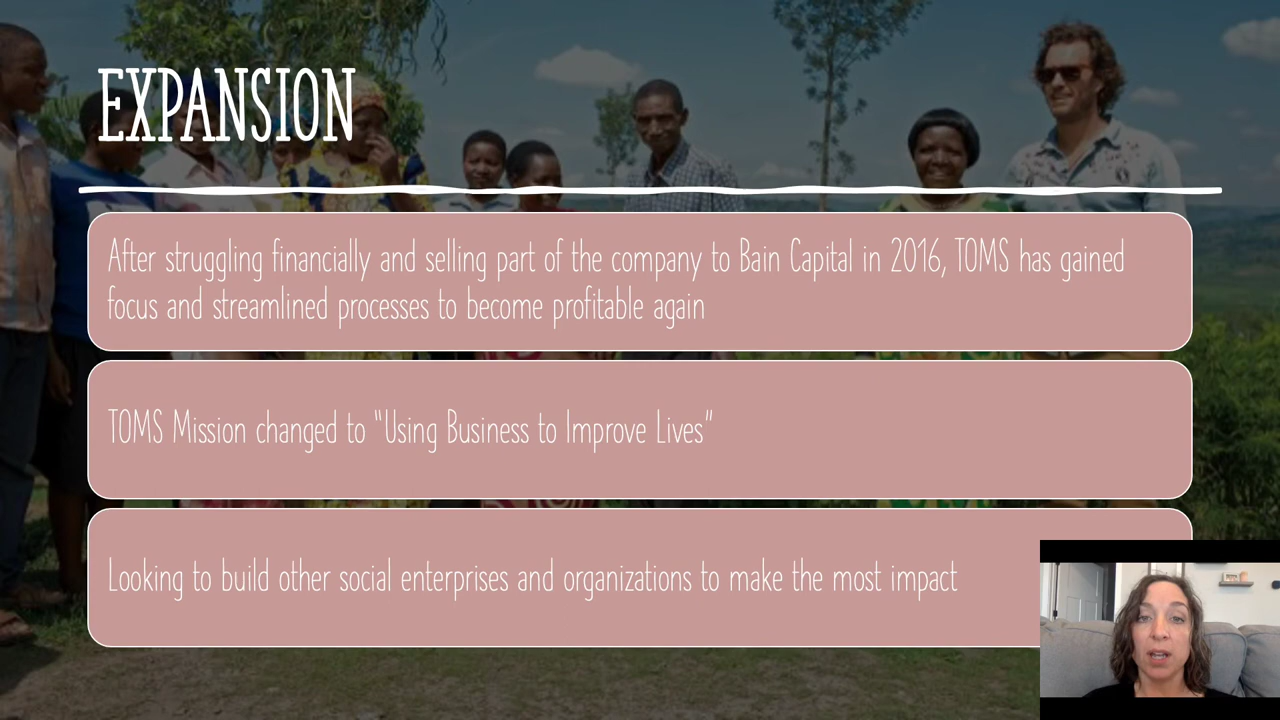 EXPANSION
After struggling financially and selling part of the company to Bain Capital in 2016, TOMS has gained
focus and streamlined processes to become profitable again
TOMS Mission changed to "Using Business to Improve Lives"
Looking to build other social enterprises and organizations to make the most impact